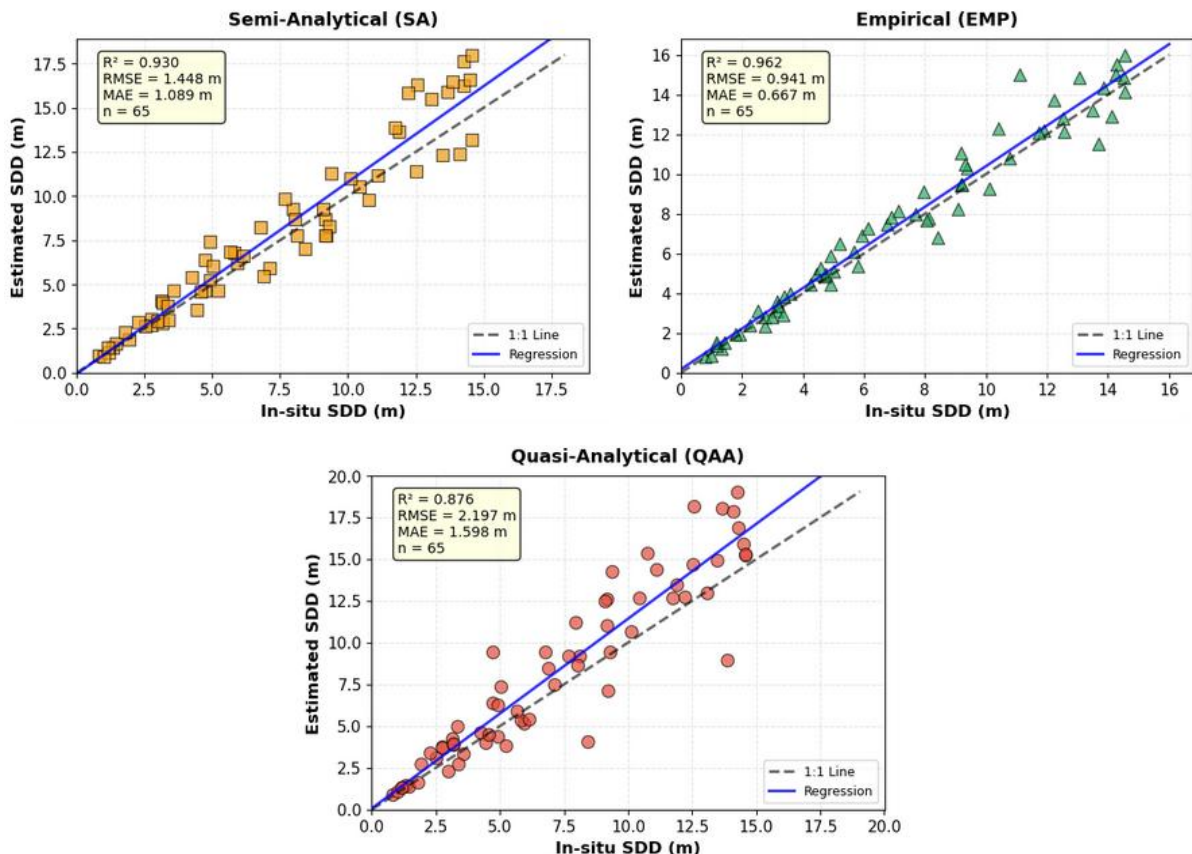 Semi-Analytical (SA)
R² = 0.930
RMSE = 1.448 m
MAE = 1.089 m
n = 65
Estimated SDD (m)
17.5
15.0
12.5
10.0
7.5
5.0
2.5
0.0
1:1 Line
Regression
0.0 2.5 5.0 7.5 10.0 12.5 15.0 17.5
In-situ SDD (m)
Empirical (EMP)
R² = 0.962
RMSE = 0.941 m
MAE = 0.667 m
n = 65
Estimated SDD (m)
16
14
12
10
8
6
4
2
0
1:1 Line
Regression
0 2 4 6 8 10 12 14 16
In-situ SDD (m)
Quasi-Analytical (QAA)
R² = 0.876
RMSE = 2.197 m
MAE = 1.598 m
n = 65
Estimated SDD (m)
20.0
17.5
15.0
12.5
10.0
7.5
5.0
2.5
0.0
1:1 Line
Regression
0.0 2.5 5.0 7.5 10.0 12.5 15.0 17.5 20.0
In-situ SDD (m)